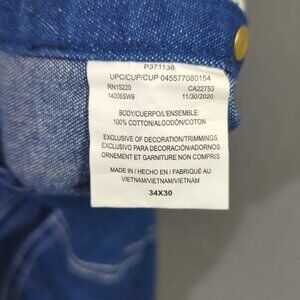 P371138
UPC/CUP/CUP 045577080154
RN15220 CA22753
14006SW9 11/30/2020
BODY/CUERPO/L'ENSEMBLE:
100% COTTON/ALGODÓN/COTON
EXCLUSIVE OF DECORATION/TRIMMINGS
EXCLUSIVA DE DECORACIÓN/ADORNOS
ORNEMENT ET GARNITURE NON COMPRIS
MADE IN / HECHO EN / FABRIQUÉ AU
VIETNAM/VIETNAM/VIETNAM
34X30